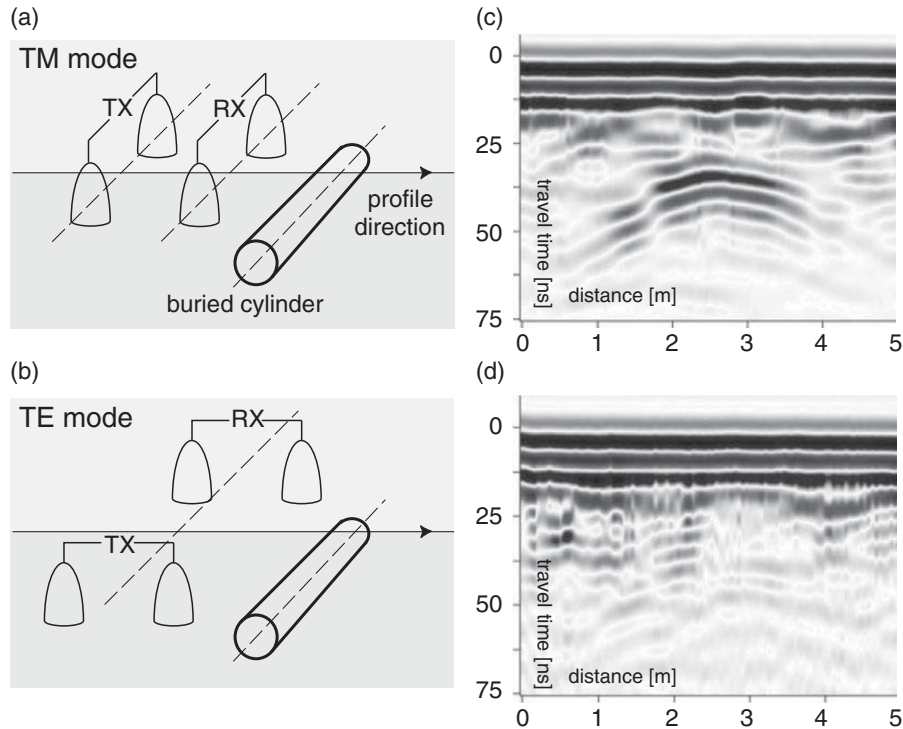 (a)
TM mode
TX
RX
profile
direction
buried cylinder
(b)
TE mode
RX
TX
(c)
0
25
50
75
travel time [ns]
distance [m]
0 1 2 3 4 5
(d)
0
25
50
75
travel time [ns]
distance [m]
0 1 2 3 4 5